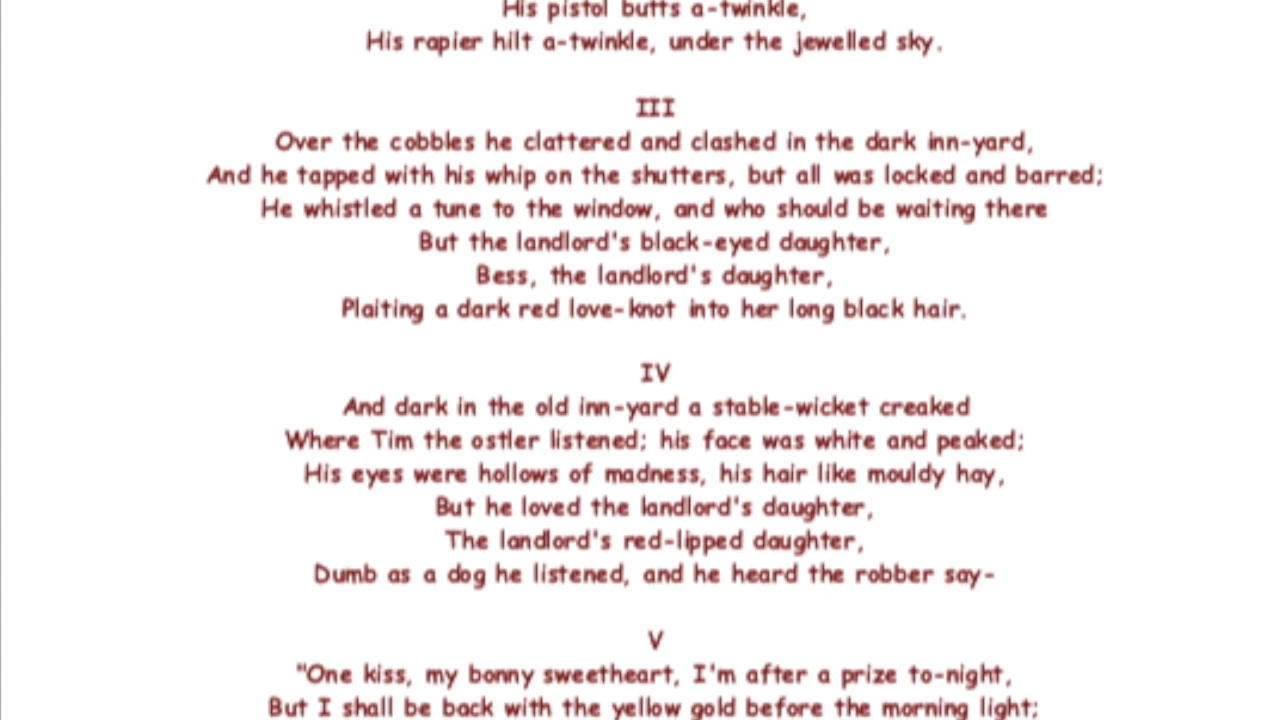 His pistol butts a-twinkle,
His rapier hilt a-twinkle, under the jewelled sky.
III
Over the cobbles he clattered and clashed in the dark inn-yard,
And he tapped with his whip on the shutters, but all was locked and barred;
He whistled a tune to the window, and who should be waiting there
But the landlord's black-eyed daughter,
Bess, the landlord's daughter,
Plaiting a dark red love-knot into her long black hair.
IV
And dark in the old inn-yard a stable-wicket creaked
Where Tim the ostler listened; his face was white and peaked;
His eyes were hollows of madness, his hair like mouldy hay,
But he loved the landlord's daughter,
The landlord's red-lipped daughter,
Dumb as a dog he listened, and he heard the robber say-
V
"One kiss, my bonny sweetheart, I'm after a prize to-night,
But I shall be back with the yellow gold before the morning light;